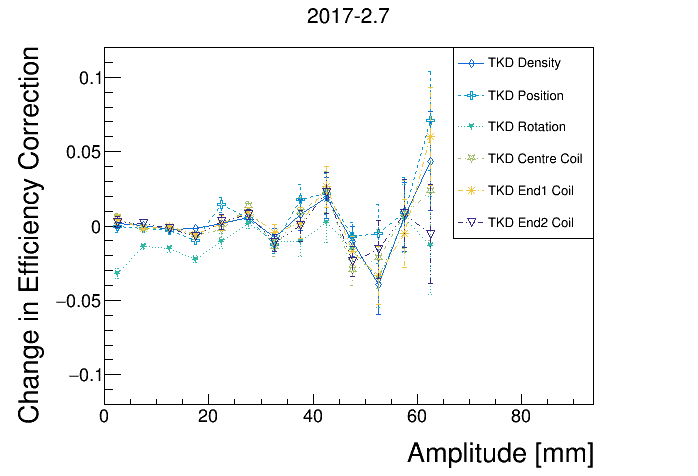 2017-2.7
Change in Efficiency Correction
0.1
0.05
0
−0.05
−0.1
TKD Density
TKD Position
TKD Rotation
TKD Centre Coil
TKD End1 Coil
TKD End2 Coil
0 20 40 60 80
Amplitude [mm]